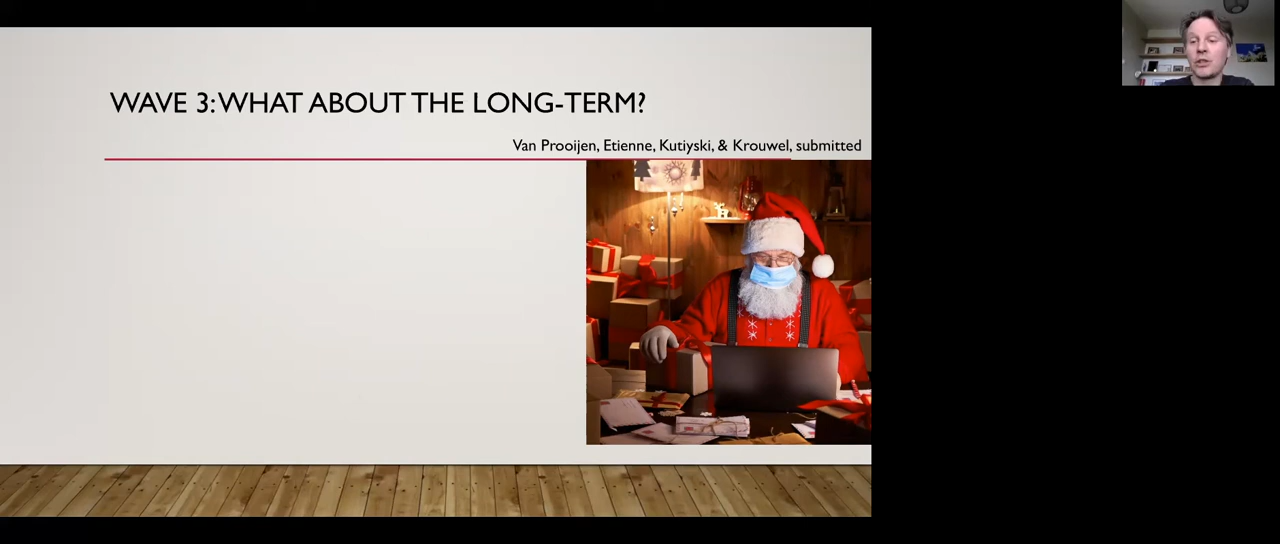 WAVE 3: WHAT ABOUT THE LONG-TERM?
Van Prooijen, Etienne, Kutiyski, & Krouwel, submitted